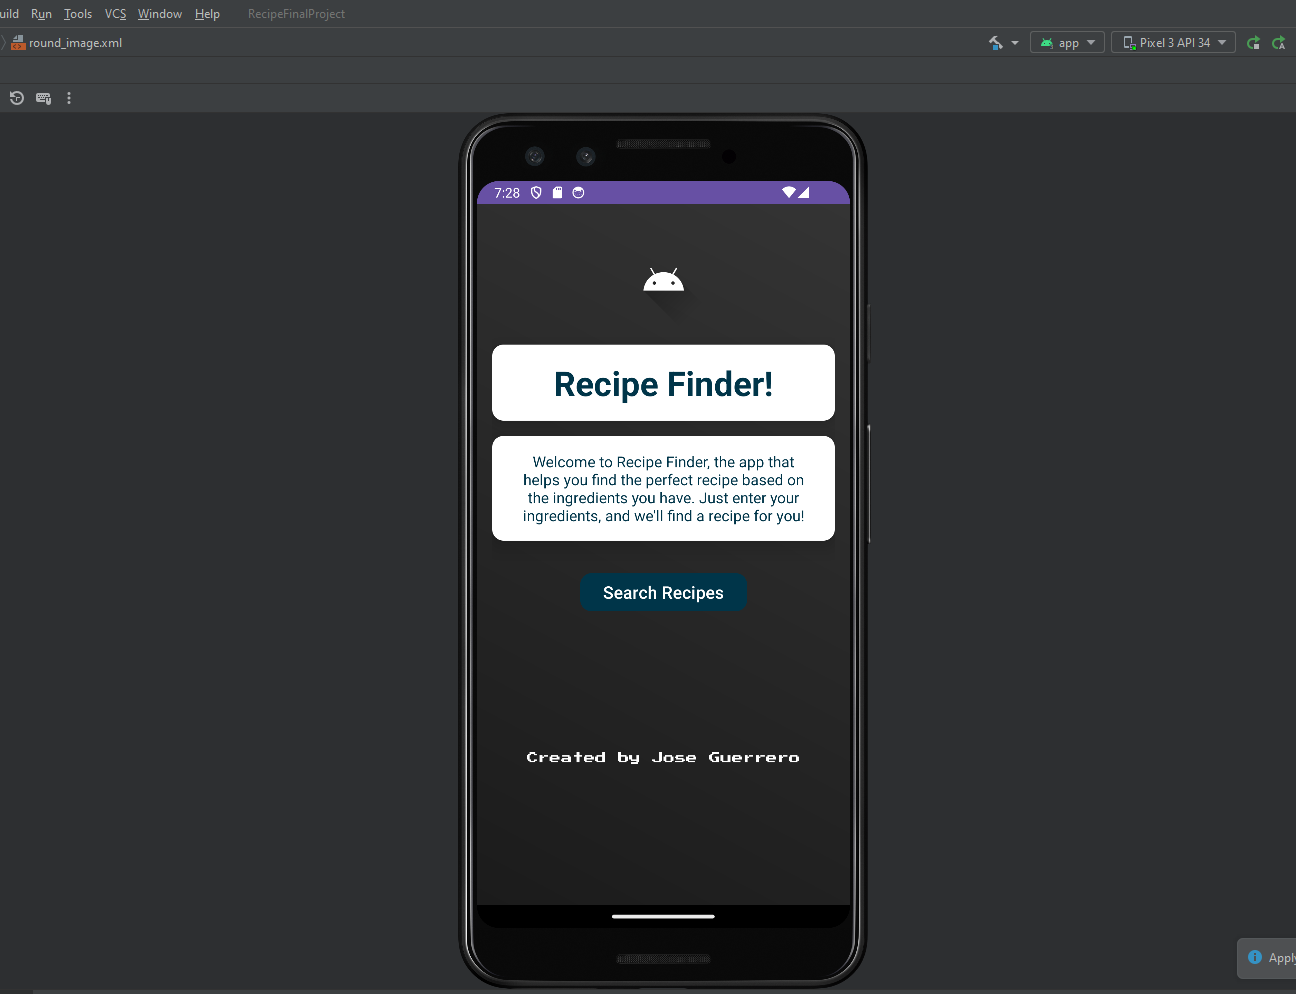 Run Tools VCS Window Help RecipeFinalProject
round_image.xml
app
Pixel 3 API 34
7:28
Recipe Finder!
Welcome to Recipe Finder, the app that
helps you find the perfect recipe based on
the ingredients you have. Just enter your
ingredients, and we'll find a recipe for you!
Search Recipes
Created by Jose Guerrero